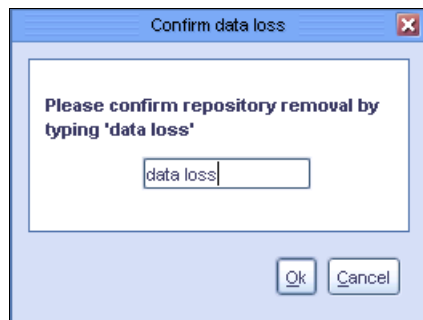 Confirm data loss
Please confirm repository removal by
typing 'data loss'
data loss
Ok Cancel